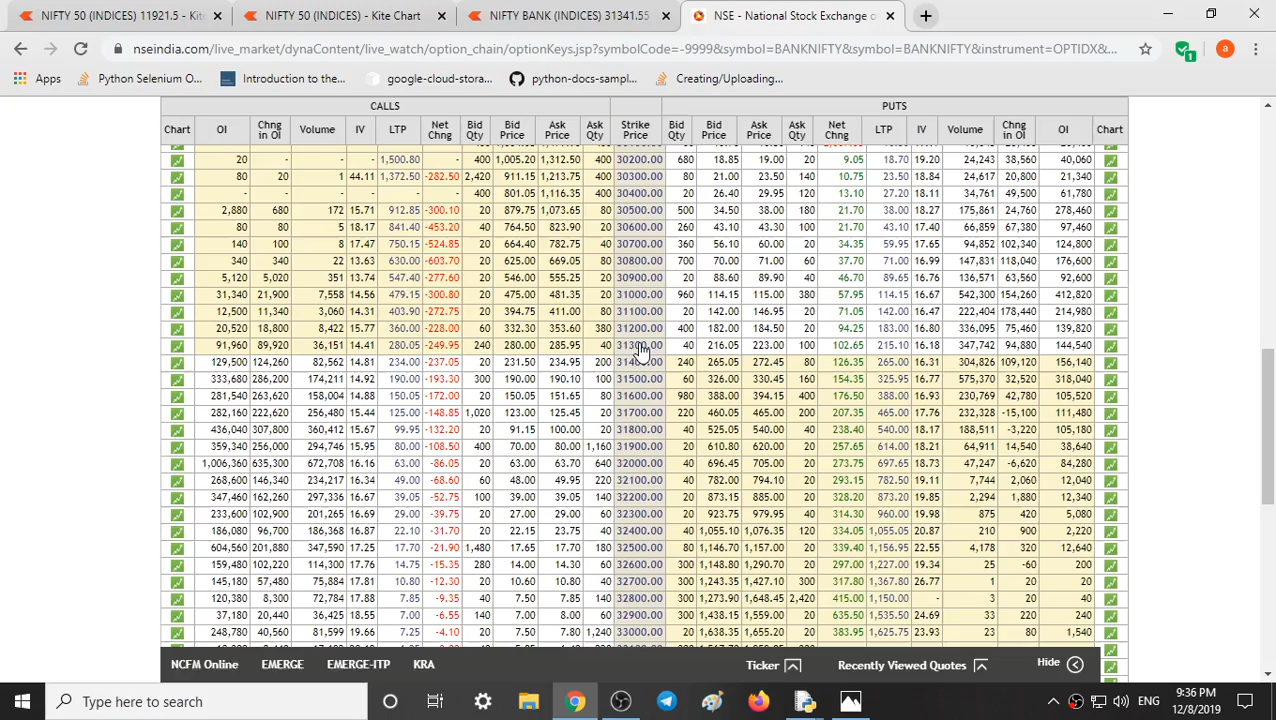 NIFTY 50 (INDICES) 11921.5 - Kite
NIFTY 50 (INDICES) - Kite Chart
NIFTY BANK (INDICES) 31341.55
NSE - National Stock Exchange o
nseindia.com/live_market/dynaContent/live_watch/option_chain/optionKeys.jsp?symbolCode=-9999&symbol=BANKNIFTY&symbol=BANKNIFTY&instrument=OPTIDX&...
1
a
Apps
Python Selenium O...
Introduction to the...
google-cloud-stora...
python-docs-sampl...
Creating/Uploading...
CALLS PUTS
Chart OI Chng in OI Volume IV LTP Net Chng Bid Qty Bid Price Ask Price Ask Qty Strike Price Bid Qty Bid Price Ask Price Ask Qty Net Chng LTP IV Volume Chng in OI OI Chart
20 - - - 1,500.80 - 400 1,005.20 1,312.50 400 30200.00 680 18.85 19.00 20 9.05 18.70 19.20 24,243 38,560 40,060
80 20 1 44.11 1,372.50 -282.50 2,420 911.15 1,213.75 400 30300.00 80 21.00 23.50 140 10.75 23.50 18.84 24,617 20,800 21,340
- - - - - - 400 801.05 1,116.35 400 30400.00 20 26.40 29.95 120 13.10 27.20 18.11 34,761 49,500 61,780
2,880 680 172 15.71 912.85 -300.10 20 879.75 1,073.65 80 30500.00 500 34.50 38.00 180 21.70 38.00 18.27 175,861 24,760 278,460
80 80 5 18.17 841.40 -453.20 40 764.50 823.90 20 30600.00 260 43.10 43.30 100 21.70 43.10 17.40 66,859 67,380 97,460
140 100 8 17.47 750.15 -524.85 20 664.40 782.75 40 30700.00 360 56.10 60.00 20 34.35 59.95 17.65 94,852 102,340 124,800
340 340 22 13.63 630.00 -603.70 20 625.00 669.05 80 30800.00 700 70.00 71.00 60 37.70 71.00 16.99 147,831 118,040 176,600
5,120 5,020 351 13.74 547.40 -277.60 20 546.00 555.25 20 30900.00 20 88.60 89.90 40 46.70 89.65 16.76 136,571 63,560 92,600
31,340 21,900 7,558 14.56 479.15 -300.80 20 475.00 481.35 20 31000.00 960 114.15 115.00 380 57.95 114.15 16.67 542,300 154,260 412,820
12,500 11,340 3,060 14.31 403.90 -272.75 20 394.75 411.00 80 31100.00 20 142.00 146.95 20 71.05 142.00 16.47 222,404 178,440 214,980
20,520 18,800 8,422 15.77 360.00 -228.00 60 332.30 353.60 380 31200.00 400 182.00 184.50 20 94.25 183.00 16.80 336,095 75,460 139,820
91,960 89,920 36,151 14.41 280.05 -249.95 240 280.00 285.95 40 31300.00 40 216.05 223.00 100 102.65 215.10 16.18 347,742 94,880 144,540
129,500 124,260 82,562 14.81 234.00 -237.05 20 231.50 234.95 200 31400.00 240 265.05 272.45 80 126.35 265.00 16.31 304,826 109,120 156,140
333,680 286,200 174,211 14.92 190.00 -193.30 300 190.00 190.10 100 31500.00 60 326.00 330.45 160 154.35 325.95 16.77 575,370 32,520 318,040
281,540 263,620 158,004 14.88 150.05 -172.00 20 150.05 151.65 80 31600.00 980 388.00 394.15 400 176.50 388.00 16.93 230,769 42,780 105,520
282,160 222,620 256,480 15.44 125.00 -148.85 1,020 123.00 125.45 20 31700.00 220 460.05 465.00 200 207.35 465.00 17.76 232,328 -15,100 111,480
436,040 307,800 360,412 15.67 99.95 -132.20 20 91.15 100.00 20 31800.00 40 525.05 540.00 40 238.40 540.00 18.17 188,511 -3,220 105,180
359,340 256,000 294,746 15.95 80.00 -108.50 400 70.00 80.00 1,160 31900.00 20 610.80 620.00 20 257.65 614.00 18.21 64,911 14,540 38,640
1,006,360 635,300 672,708 16.16 63.00 -86.05 20 63.00 63.70 640 32000.00 40 696.45 705.00 20 273.75 697.65 18.73 47,247 -6,620 84,280
268,600 146,340 234,217 16.34 49.00 -68.60 60 48.00 49.95 220 32100.00 40 782.00 794.10 20 293.15 782.50 19.11 7,744 2,060 12,040
347,460 162,260 297,336 16.67 39.05 -52.75 100 39.00 39.05 140 32200.00 20 873.15 885.00 20 328.20 873.20 19.85 2,294 1,880 12,340
233,600 102,900 201,265 16.69 29.00 -39.75 20 27.00 29.00 60 32300.00 20 923.75 979.95 40 314.30 960.00 19.98 875 420 5,080
186,080 96,700 186,368 16.87 22.10 -31.70 20 22.15 23.75 40 32400.00 40 1,055.10 1,076.35 120 334.05 1,055.05 20.87 210 900 2,220
604,560 201,880 347,590 17.25 17.70 -21.90 1,480 17.65 17.70 180 32500.00 80 1,146.70 1,157.00 20 339.40 1,156.95 22.55 4,178 320 12,640
159,480 102,220 114,300 17.76 14.75 -15.35 280 14.00 14.30 60 32600.00 300 1,148.80 1,290.70 20 297.00 1,227.00 19.34 25 -60 200
145,180 57,480 75,884 17.81 10.80 -12.30 20 10.60 10.80 40 32700.00 300 1,243.35 1,427.10 300 317.80 1,367.80 26.77 1 20 20
120,380 8,300 72,734 17.88 7.85 -9.35 40 7.50 7.85 140 32800.00 300 1,273.90 1,648.45 2,420 415.00 1,150.00 - 3 20 40
37,180 20,440 36,425 18.55 7.05 -6.55 140 7.00 8.00 60 32900.00 300 1,438.15 1,559.00 20 635.50 1,535.50 24.69 33 220 240
248,780 40,560 81,599 19.66 7.25 -4.10 20 7.50 7.80 1,240 33000.00 20 1,638.35 1,655.20 20 383.95 1,625.75 23.93 23 80 1,540
NCFM Online EMERGE EMERGE-ITP KRA Ticker Recently Viewed Quotes Hide
Type here to search
ENG
9:36 PM
12/8/2019